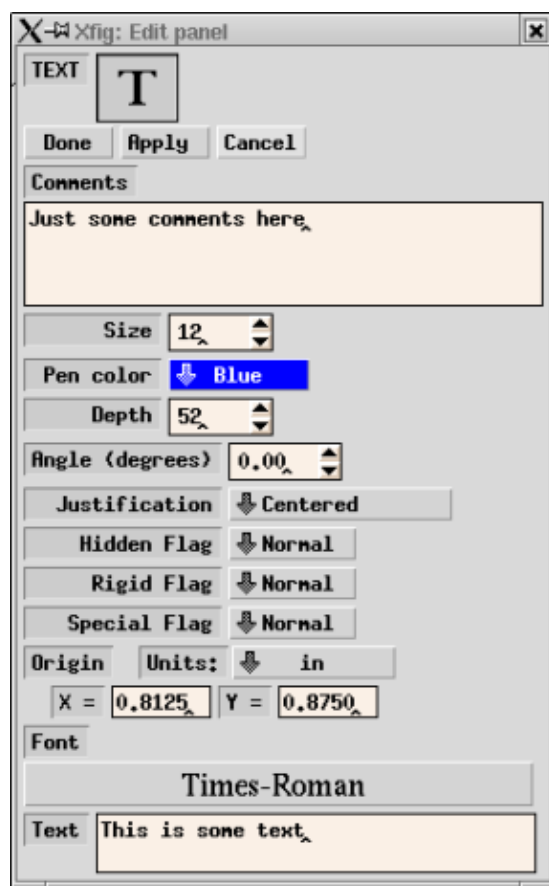 Xfig: Edit panel
TEXT T
Done Apply Cancel
Comments
Just some comments here
Size 12
Pen color Blue
Depth 52
Angle (degrees) 0.00
Justification Centered
Hidden Flag Normal
Rigid Flag Normal
Special Flag Normal
Origin Units: in
X = 0.8125 Y = 0.8750
Font
Times-Roman
Text This is some text